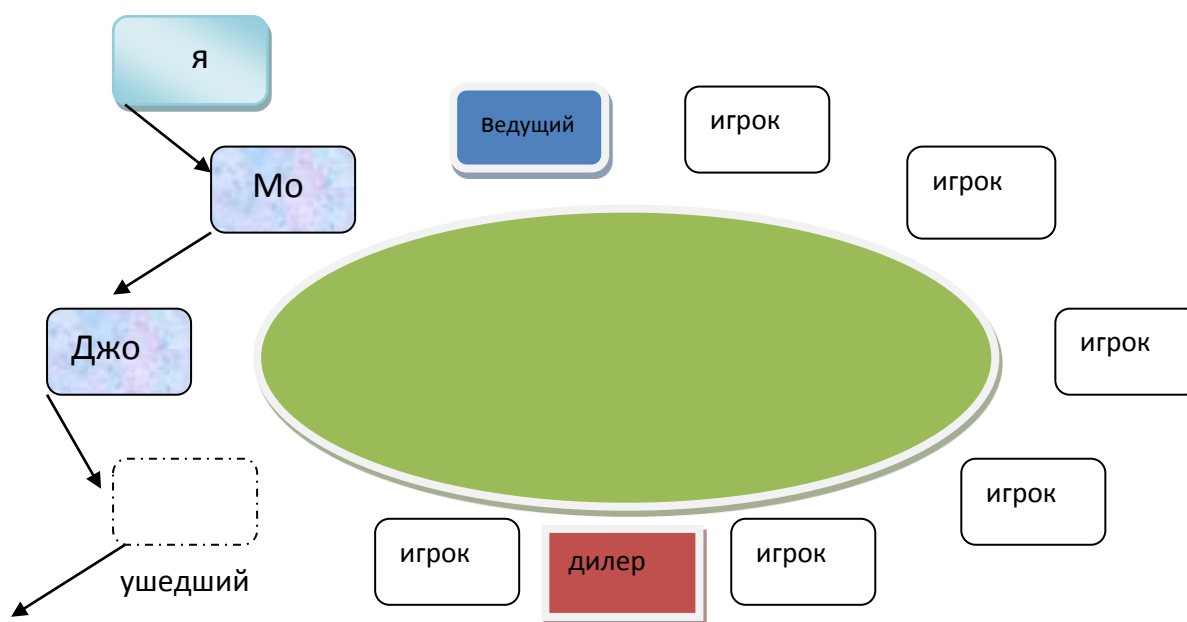 я
Ведущий
игрок
Мо
игрок
Джо
игрок
игрок
игрок
дилер
игрок
ушедший